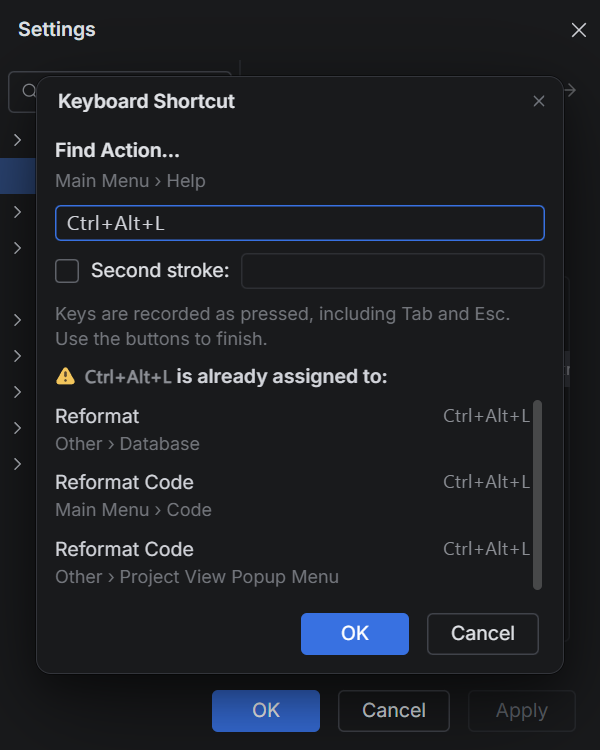 Settings
Keyboard Shortcut
Find Action...
Main Menu › Help
Ctrl+Alt+L
Second stroke:
Keys are recorded as pressed, including Tab and Esc.
Use the buttons to finish.
Ctrl+Alt+L is already assigned to:
Reformat Ctrl+Alt+L
Other › Database
Reformat Code Ctrl+Alt+L
Main Menu › Code
Reformat Code Ctrl+Alt+L
Other › Project View Popup Menu
OK Cancel
OK Cancel Apply